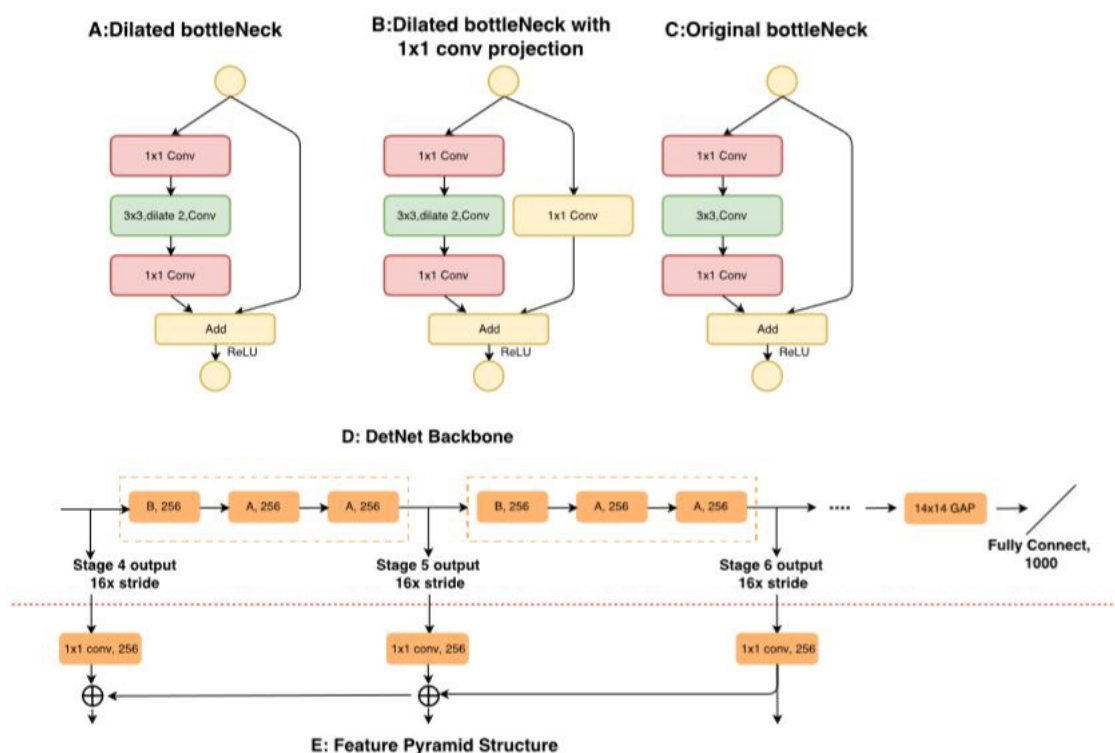 A:Dilated bottleNeck
B:Dilated bottleNeck with
1x1 conv projection
C:Original bottleNeck
1x1 Conv
3x3,dilate 2,Conv
1x1 Conv
Add
ReLU
1x1 Conv
3x3,dilate 2,Conv
1x1 Conv
1x1 Conv
Add
ReLU
1x1 Conv
3x3,Conv
1x1 Conv
Add
ReLU
D: DetNet Backbone
B, 256
A, 256
A, 256
B, 256
A, 256
A, 256
....
14x14 GAP
Fully Connect,
1000
Stage 4 output
16x stride
Stage 5 output
16x stride
Stage 6 output
16x stride
1x1 conv, 256
1x1 conv, 256
1x1 conv, 256
E: Feature Pyramid Structure